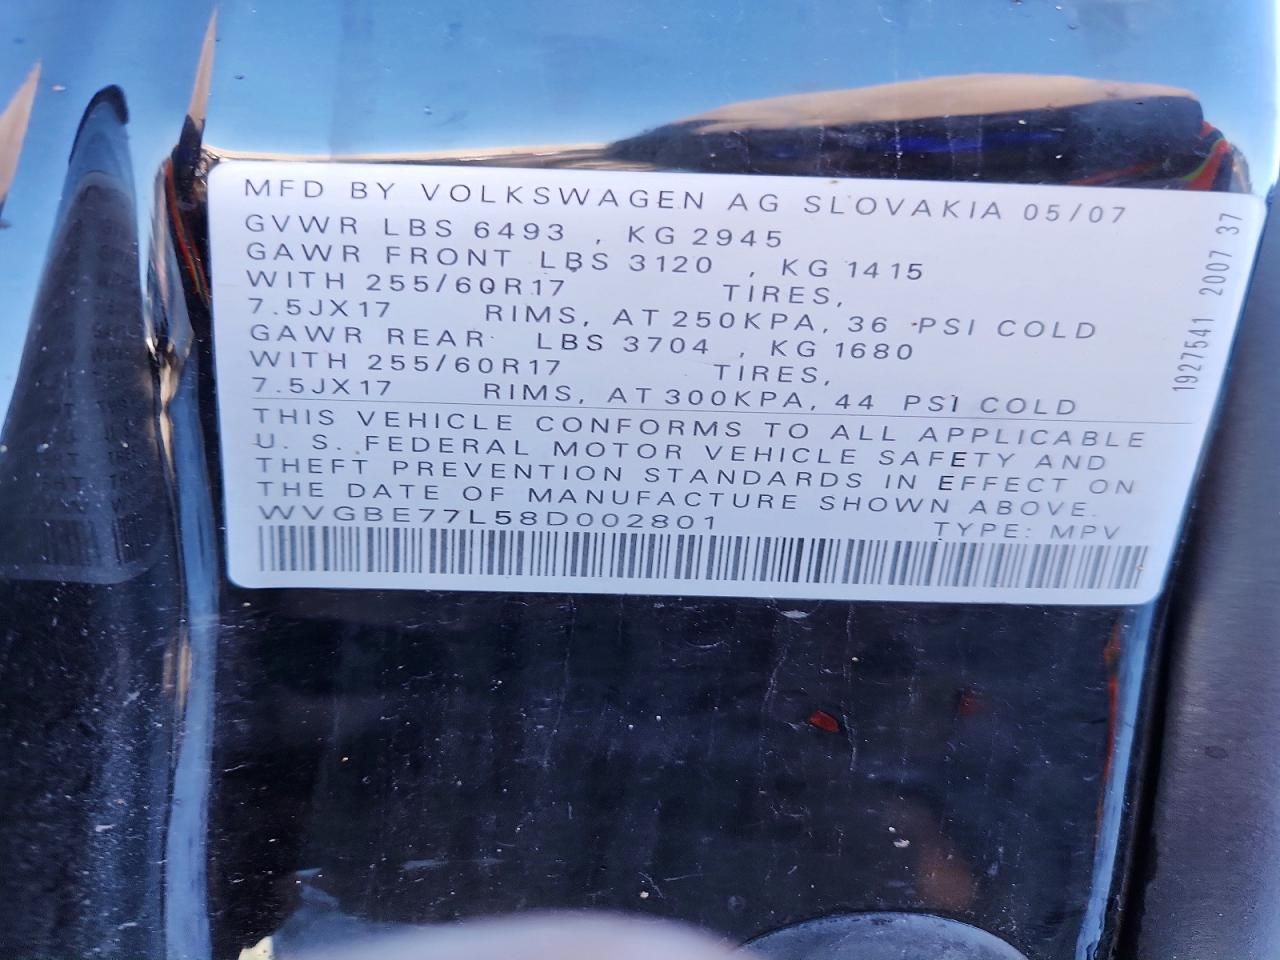 MFD BY VOLKSWAGEN AG SLOVAKIA 05/07
GVWR LBS 6493 , KG 2945
GAWR FRONT LBS 3120 , KG 1415
WITH 255/60R17 TIRES,
7.5JX17 RIMS, AT 250KPA, 36 PSI COLD
GAWR REAR LBS 3704 , KG 1680
WITH 255/60R17 TIRES,
7.5JX17 RIMS, AT 300KPA, 44 PSI COLD
THIS VEHICLE CONFORMS TO ALL APPLICABLE
U. S. FEDERAL MOTOR VEHICLE SAFETY AND
THEFT PREVENTION STANDARDS IN EFFECT ON
THE DATE OF MANUFACTURE SHOWN ABOVE.
WVGBE77L58D002801 TYPE: MPV
1927541 2007 37